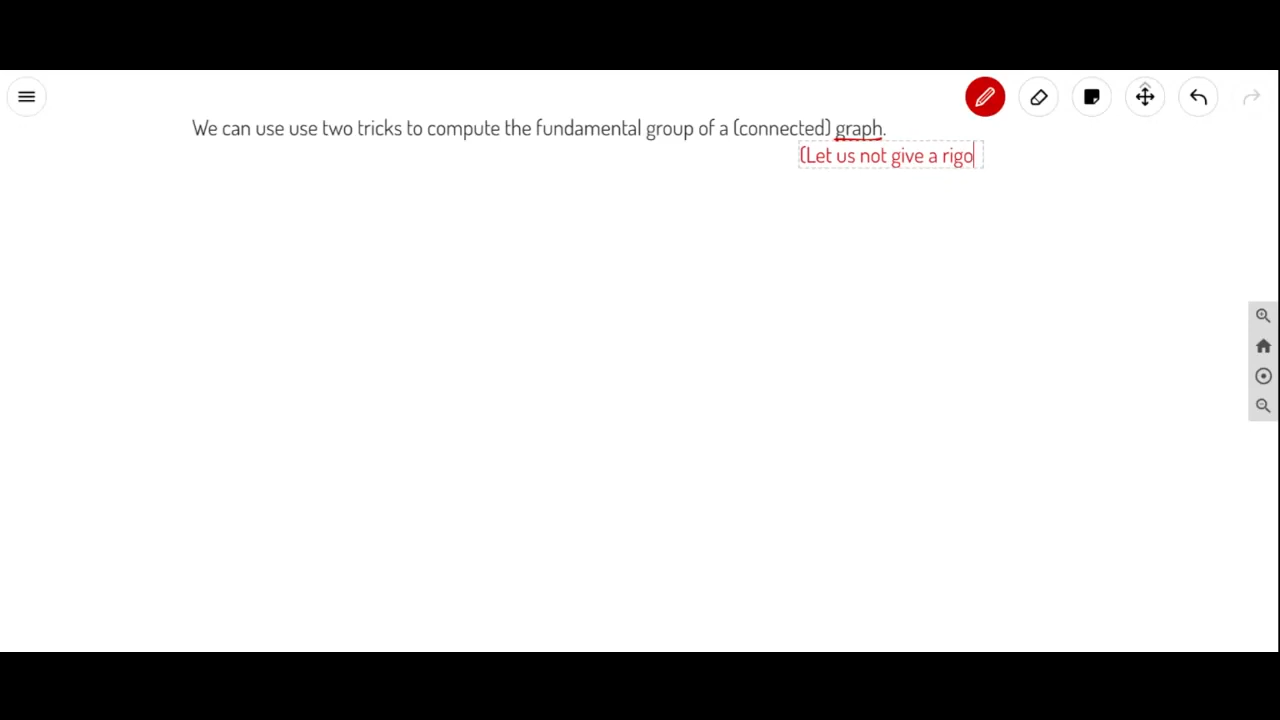 We can use use two tricks to compute the fundamental group of a (connected) graph.
(Let us not give a rigo